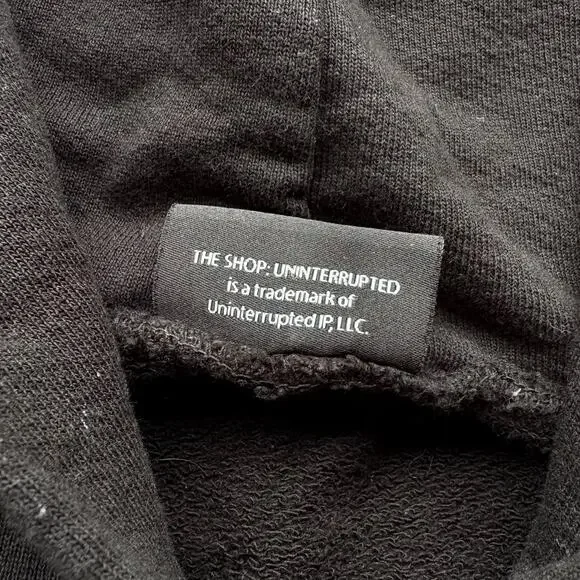 THE SHOP: UNINTERRUPTED
is a trademark of
Uninterrupted IP, LLC.